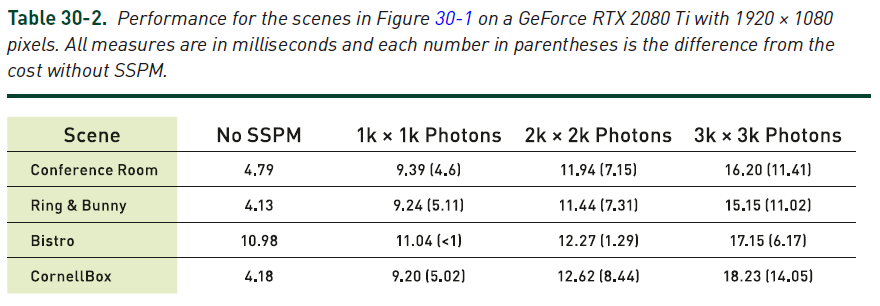 Table 30-2. Performance for the scenes in Figure 30-1 on a GeForce RTX 2080 Ti with 1920 × 1080
pixels. All measures are in milliseconds and each number in parentheses is the difference from the
cost without SSPM.
Scene No SSPM 1k × 1k Photons 2k × 2k Photons 3k × 3k Photons
Conference Room 4.79 9.39 (4.6) 11.94 (7.15) 16.20 (11.41)
Ring & Bunny 4.13 9.24 (5.11) 11.44 (7.31) 15.15 (11.02)
Bistro 10.98 11.04 (<1) 12.27 (1.29) 17.15 (6.17)
CornellBox 4.18 9.20 (5.02) 12.62 (8.44) 18.23 (14.05)